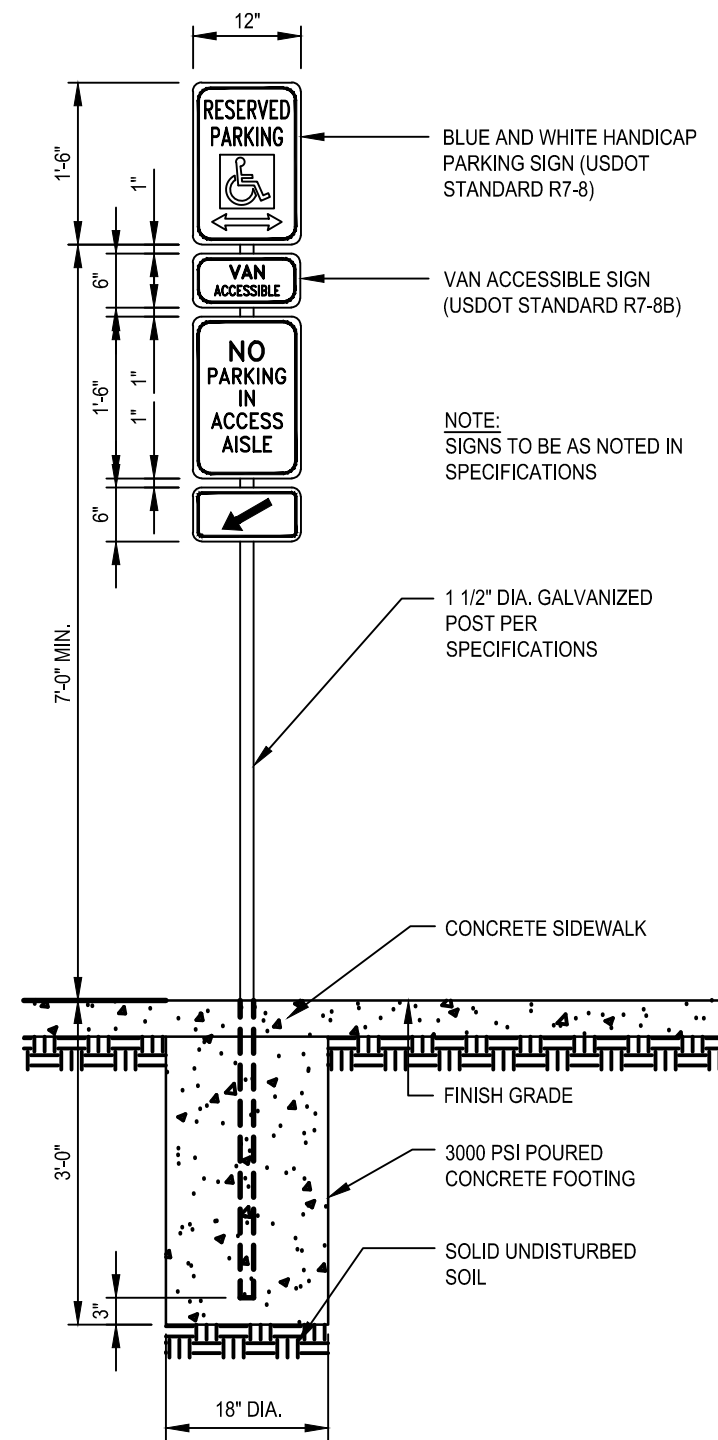 12"
RESERVED
PARKING
BLUE AND WHITE HANDICAP
PARKING SIGN (USDOT
STANDARD R7-8)
1'-6"
1"
VAN
ACCESSIBLE
VAN ACCESSIBLE SIGN
(USDOT STANDARD R7-8B)
6"
NO
PARKING
IN
ACCESS
AISLE
1'-6"
1"
1"
NOTE:
SIGNS TO BE AS NOTED IN
SPECIFICATIONS
6"
1 1/2" DIA. GALVANIZED
POST PER
SPECIFICATIONS
7'-0" MIN.
CONCRETE SIDEWALK
FINISH GRADE
3'-0"
3000 PSI POURED
CONCRETE FOOTING
SOLID UNDISTURBED
SOIL
3"
18" DIA.